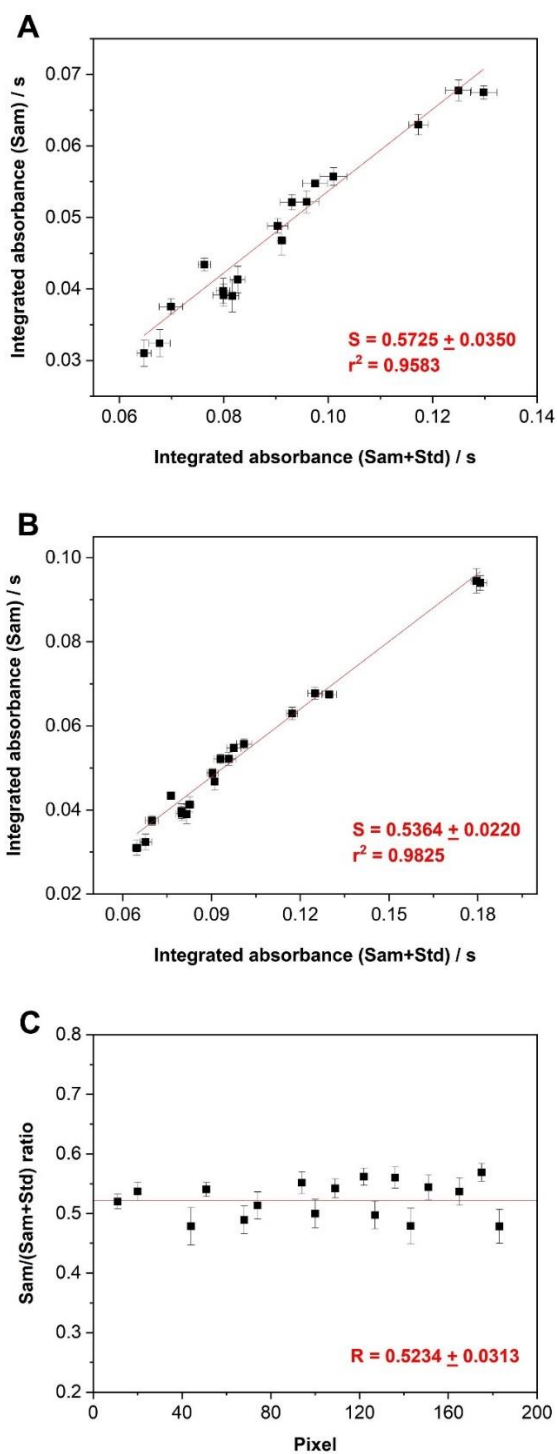 A
Integrated absorbance (Sam) / s
0.07
0.06
0.05
0.04
0.03
S = 0.5725 ± 0.0350
r² = 0.9583
0.06 0.08 0.10 0.12 0.14
Integrated absorbance (Sam+Std) / s
B
Integrated absorbance (Sam) / s
0.10
0.08
0.06
0.04
0.02
S = 0.5364 ± 0.0220
r² = 0.9825
0.06 0.09 0.12 0.15 0.18
Integrated absorbance (Sam+Std) / s
C
Sam/(Sam+Std) ratio
0.8
0.7
0.6
0.5
0.4
0.3
0.2
R = 0.5234 ± 0.0313
0 40 80 120 160 200
Pixel